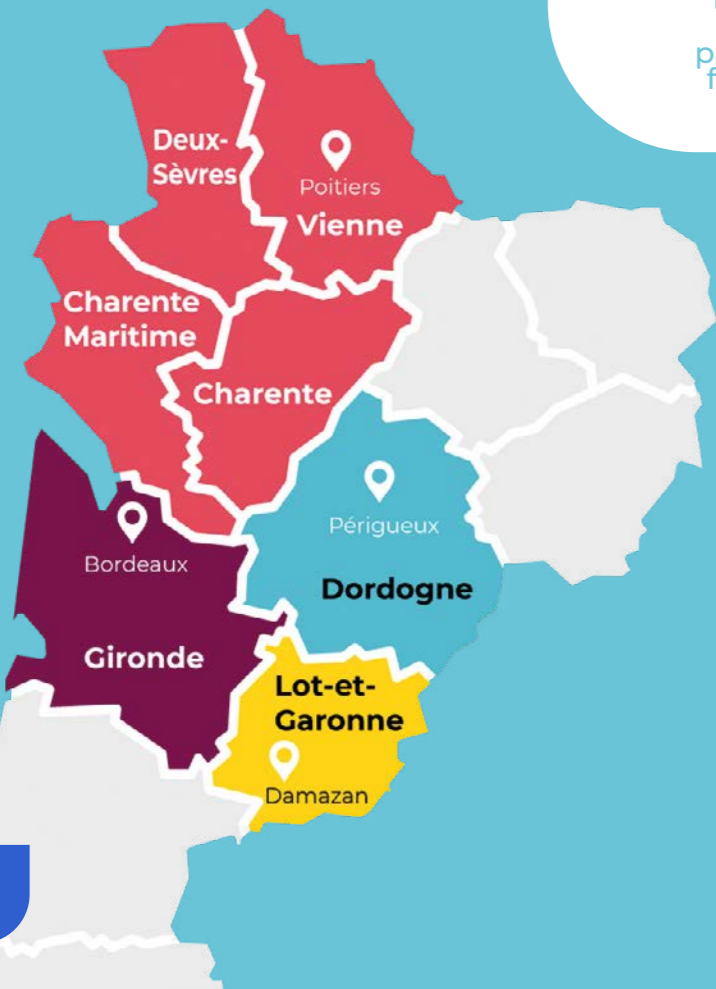 Deux-
Sèvres
Poitiers
Vienne
Charente
Maritime
Charente
Périgueux
Dordogne
Bordeaux
Gironde
Lot-et-
Garonne
Damazan